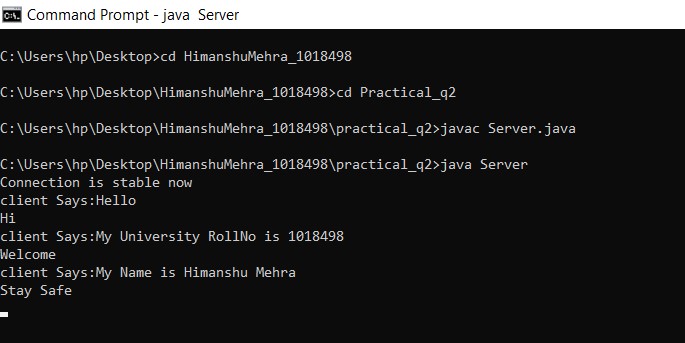 Command Prompt - java  Server
C:\Users\hp\Desktop>cd HimanshuMehra_1018498
C:\Users\hp\Desktop\HimanshuMehra_1018498>cd Practical_q2
C:\Users\hp\Desktop\HimanshuMehra_1018498\practical_q2>javac Server.java
C:\Users\hp\Desktop\HimanshuMehra_1018498\practical_q2>java Server
Connection is stable now
client Says:Hello
Hi
client Says:My University RollNo is 1018498
Welcome
client Says:My Name is Himanshu Mehra
Stay Safe